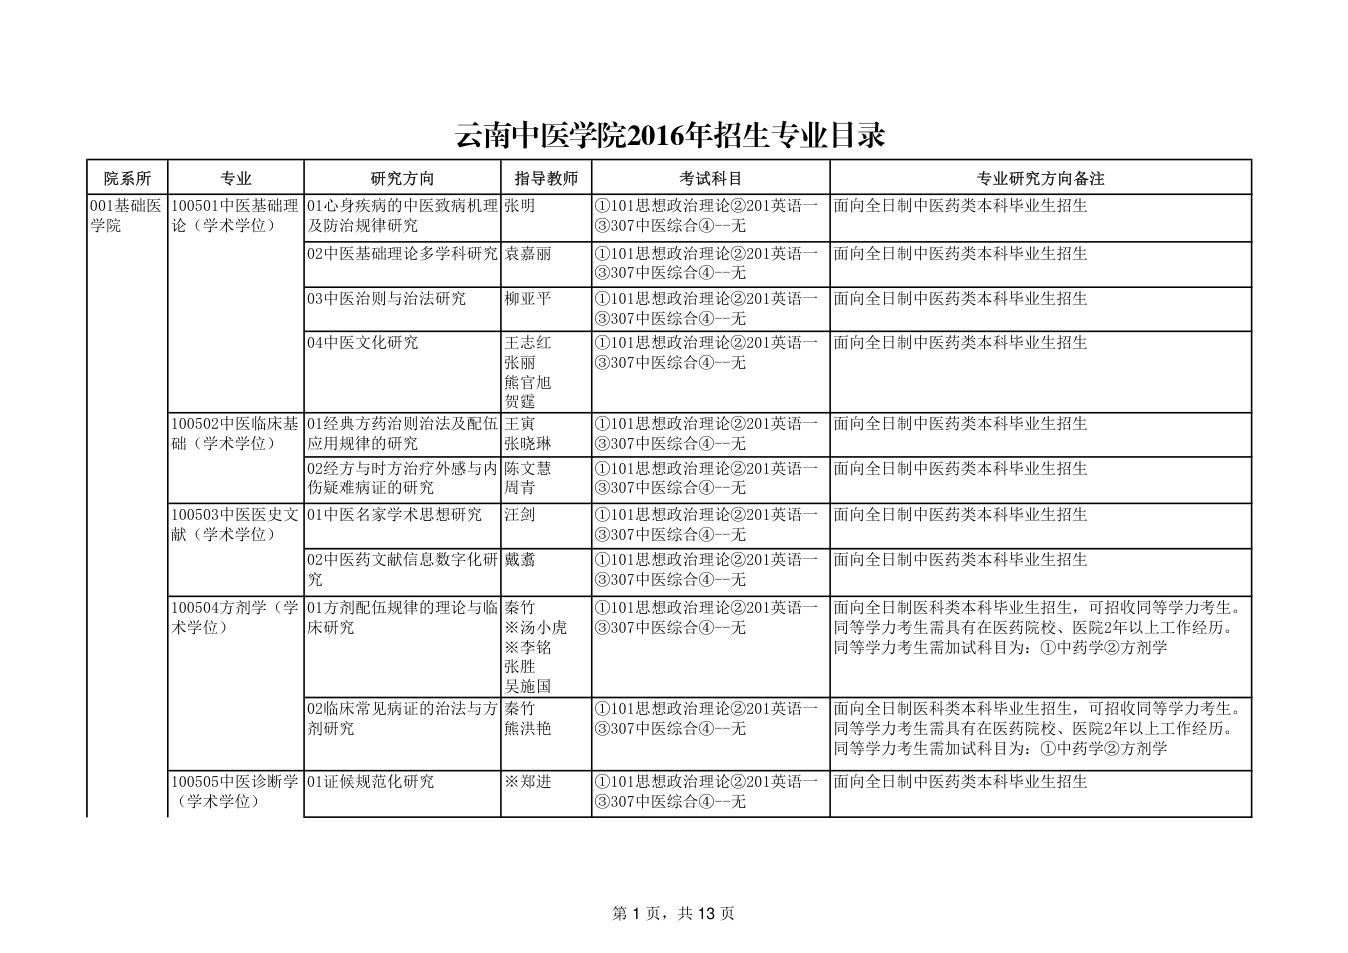 云南中医学院2016年招生专业目录
院系所 专业 研究方向 指导教师 考试科目 专业研究方向备注
001基础医 100501中医基础理 01心身疾病的中医致病机理 张明 ①101思想政治理论②201英语一 面向全日制中医药类本科毕业生招生
学院 论（学术学位） 及防治规律研究 ③307中医综合④--无
02中医基础理论多学科研究 袁嘉丽 ①101思想政治理论②201英语一 面向全日制中医药类本科毕业生招生
③307中医综合④--无
03中医治则与治法研究 柳亚平 ①101思想政治理论②201英语一 面向全日制中医药类本科毕业生招生
③307中医综合④--无
04中医文化研究 王志红 ①101思想政治理论②201英语一 面向全日制中医药类本科毕业生招生
张丽 ③307中医综合④--无
熊官旭
贺霆
100502中医临床基 01经典方药治则治法及配伍 王寅 ①101思想政治理论②201英语一 面向全日制中医药类本科毕业生招生
础（学术学位） 应用规律的研究 张晓琳 ③307中医综合④--无
02经方与时方治疗外感与内 陈文慧 ①101思想政治理论②201英语一 面向全日制中医药类本科毕业生招生
伤疑难病证的研究 周青 ③307中医综合④--无
100503中医医史文 01中医名家学术思想研究 汪剑 ①101思想政治理论②201英语一 面向全日制中医药类本科毕业生招生
献（学术学位） ③307中医综合④--无
02中医药文献信息数字化研 戴翥 ①101思想政治理论②201英语一 面向全日制中医药类本科毕业生招生
究 ③307中医综合④--无
100504方剂学（学 01方剂配伍规律的理论与临 秦竹 ①101思想政治理论②201英语一 面向全日制医科类本科毕业生招生，可招收同等学力考生。
术学位） 床研究 ※汤小虎 ③307中医综合④--无 同等学力考生需具有在医药院校、医院2年以上工作经历。
※李铭 同等学力考生需加试科目为：①中药学②方剂学
张胜
吴施国
02临床常见病证的治法与方 秦竹 ①101思想政治理论②201英语一 面向全日制医科类本科毕业生招生，可招收同等学力考生。
剂研究 熊洪艳 ③307中医综合④--无 同等学力考生需具有在医药院校、医院2年以上工作经历。
同等学力考生需加试科目为：①中药学②方剂学
100505中医诊断学 01证候规范化研究 ※郑进 ①101思想政治理论②201英语一 面向全日制中医药类本科毕业生招生
（学术学位） ③307中医综合④--无
第 1 页，共 13 页